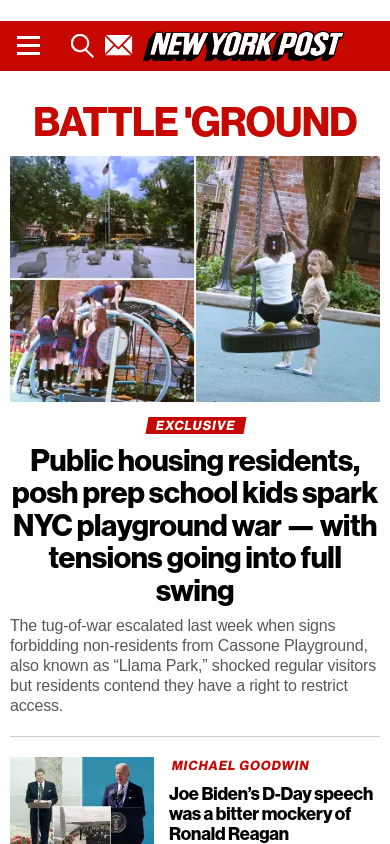 NEW YORK POST
BATTLE 'GROUND
EXCLUSIVE
Public housing residents,
posh prep school kids spark
NYC playground war — with
tensions going into full
swing
The tug-of-war escalated last week when signs
forbidding non-residents from Cassone Playground,
also known as “Llama Park,” shocked regular visitors
but residents contend they have a right to restrict
access.
MICHAEL GOODWIN
Joe Biden’s D-Day speech
was a bitter mockery of
Ronald Reagan